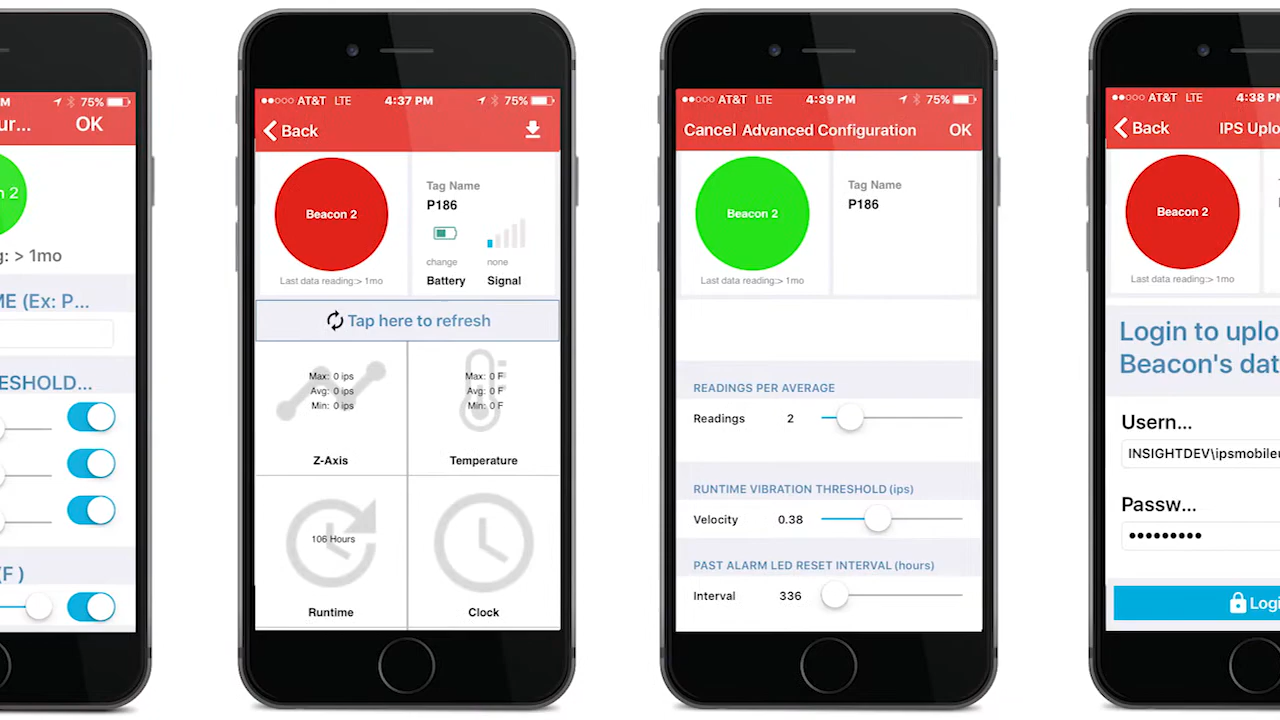 M 75%
ur... OK
n 2
g: > 1mo
ME (Ex: P...
ESHOLD...
(F )
AT&T LTE 4:37 PM 75%
Back
Beacon 2
Last data reading:> 1mo
Tag Name
P186
change
Battery
none
Signal
Tap here to refresh
Max: 0 ips
Avg: 0 ips
Min: 0 ips
Z-Axis
Max: 0 F
Avg: 0 F
Min: 0 F
Temperature
106 Hours
Runtime
Clock
AT&T LTE 4:39 PM 75%
Cancel Advanced Configuration OK
Beacon 2
Last data reading:> 1mo
Tag Name
P186
READINGS PER AVERAGE
Readings 2
RUNTIME VIBRATION THRESHOLD (ips)
Velocity 0.38
PAST ALARM LED RESET INTERVAL (hours)
Interval 336
AT&T LTE 4:38 PM
Back IPS Uplo
Beacon 2
Last data reading:> 1mo
Login to uplo
Beacon's dat
Usern...
INSIGHTDEV\ipsmobileu
Passw...
•••••••••
Logi